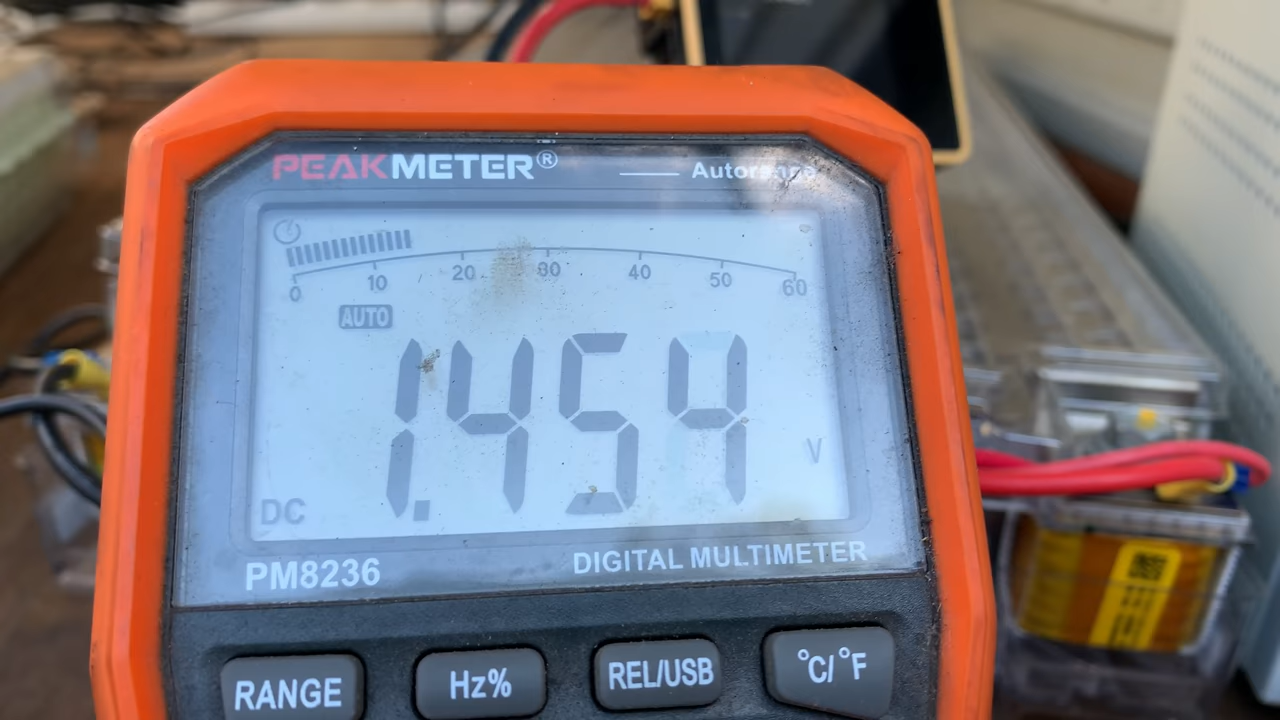 PEAKMETER® Autorange
0 10 20 30 40 50 60
AUTO
1.454
V
DC
PM8236 DIGITAL MULTIMETER
RANGE Hz% REL/USB °C/°F